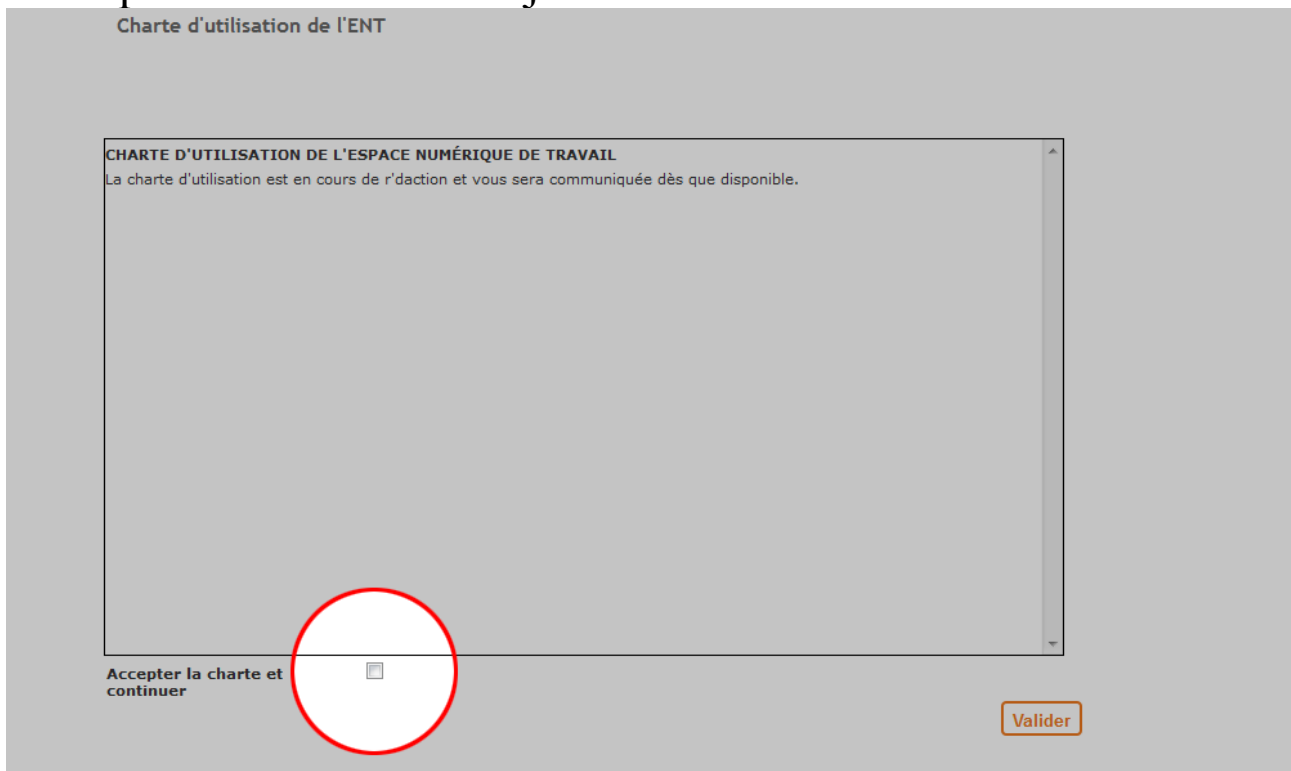 Charte d'utilisation de l'ENT
CHARTE D'UTILISATION DE L'ESPACE NUMÉRIQUE DE TRAVAIL
La charte d'utilisation est en cours de r'daction et vous sera communiquée dès que disponible.
Accepter la charte et
continuer
Valider